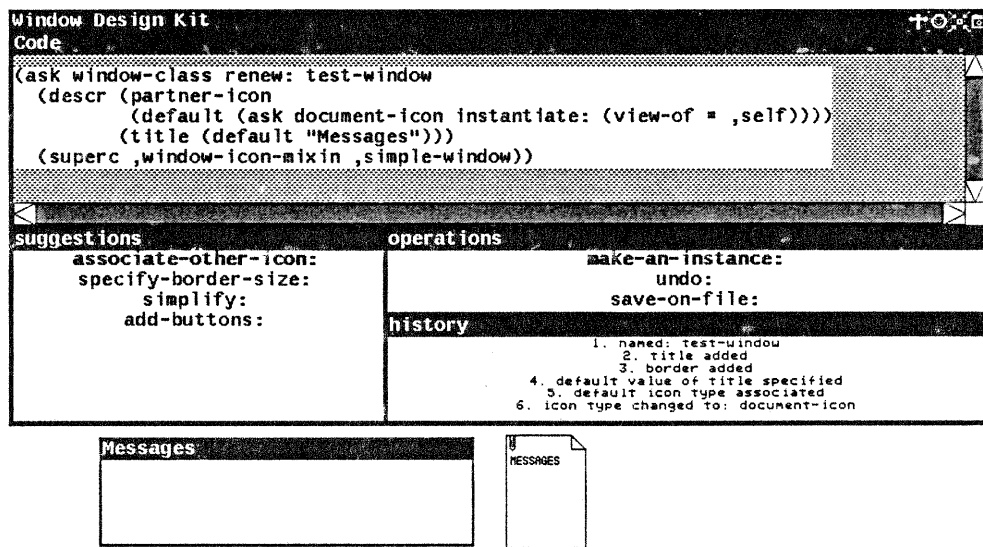 Window Design Kit
Code
(ask window-class renew: test-window
(descr (partner-icon
(default (ask document-icon instantiate: (view-of = ,self))))
(title (default "Messages")))
(superc ,window-icon-mixin ,simple-window))
suggestions
associate-other-icon:
specify-border-size:
simplify:
add-buttons:
operations
make-an-instance:
undo:
save-on-file:
history
1. named: test-window
2. title added
3. border added
4. default value of title specified
5. default icon type associated
6. icon type changed to: document-icon
Messages
MESSAGES